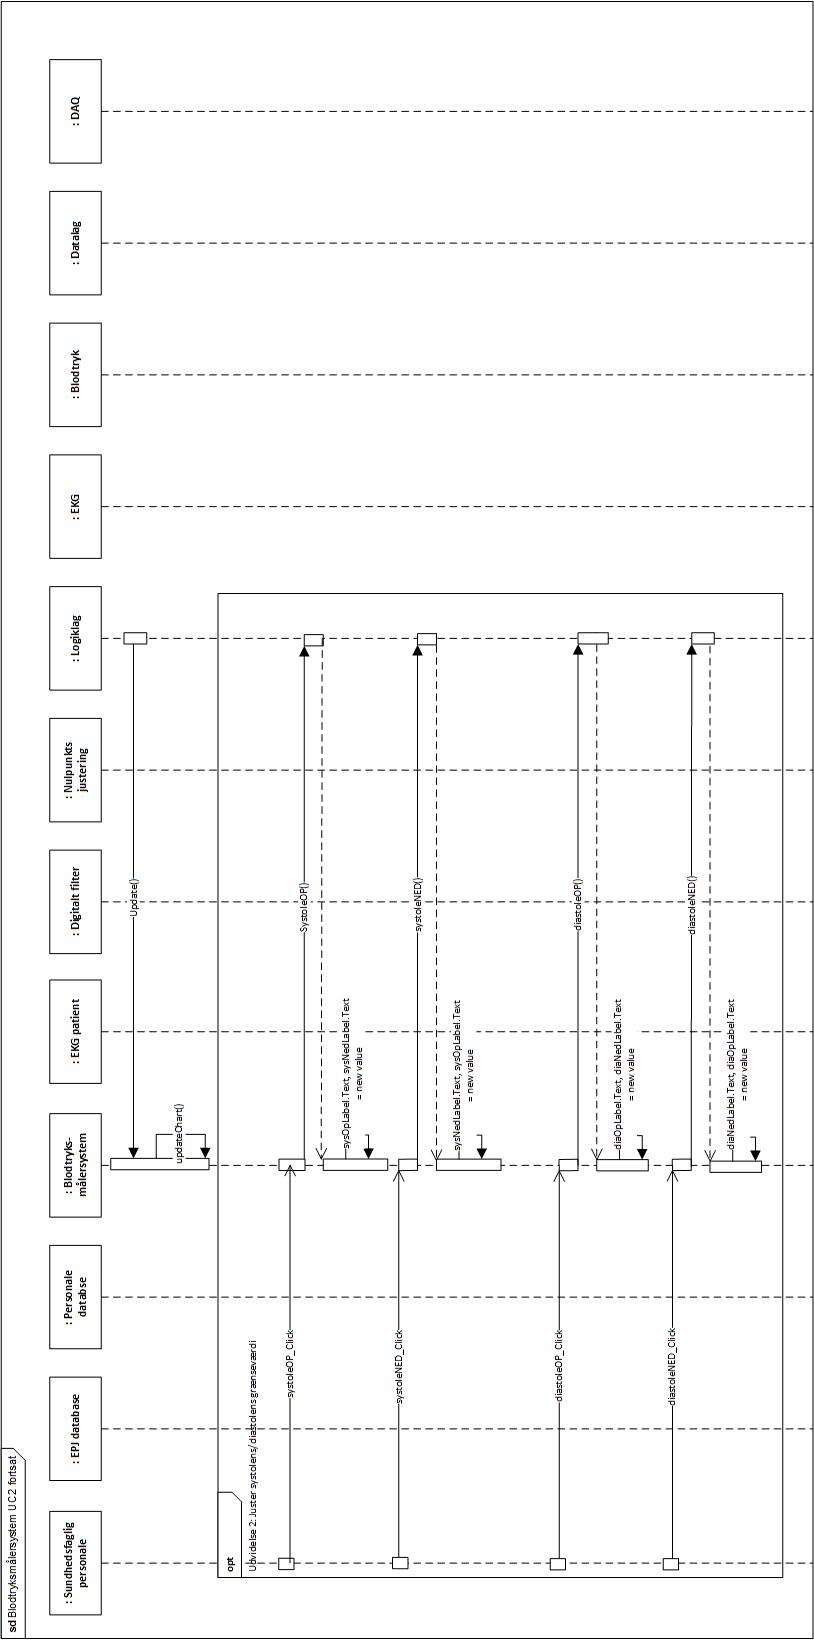 sd Blodtryksmålersystem UC2 fortsat
: Sundhedsfaglig
personale
: EPJ database
: Personale
databse
: Blodtryks-
målersystem
: EKG patient
: Digitalt filter
: Nulpunkts
justering
: Logiklag
: EKG
: Blodtryk
: Datalag
: DAQ
Update()
updateChart()
opt
Udvidelse 2: Juster systolens/diastolens grænseværdi
systoleOP_Click
SystoleOP()
sysOpLabel.Text, sysNedLabel.Text
= new value
systoleNED_Click
systoleNED()
sysNedLabel.Text, sysOpLabel.Text
= new value
diastoleOP_Click
diastoleOP()
diaOpLabel.Text, diaNedLabel.Text
= new value
diastoleNED_Click
diastoleNED()
diaNedLabel.Text, diaOpLabel.Text
= new value